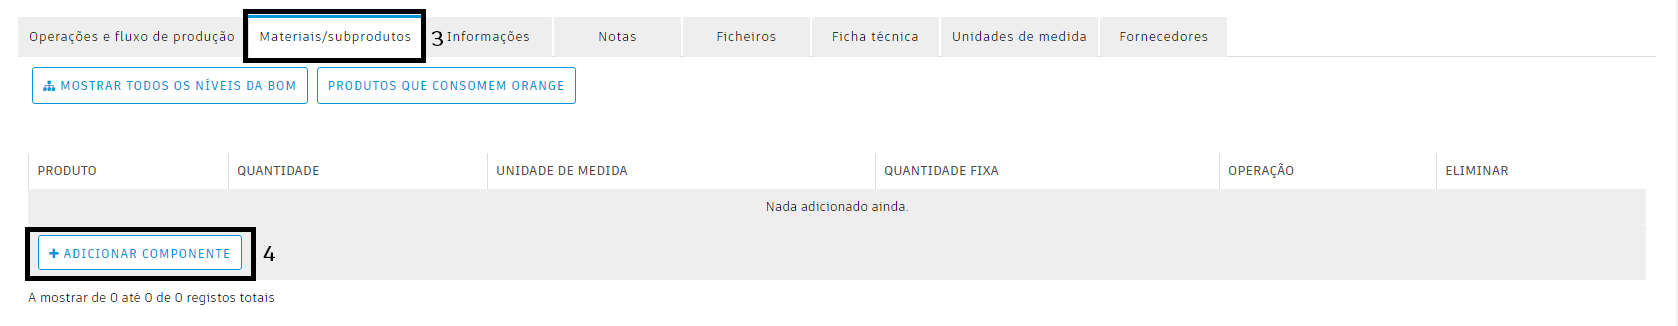 Operações e fluxo de produção Materiais/subprodutos 3 Informações Notas Ficheiros Ficha técnica Unidades de medida Fornecedores
MOSTRAR TODOS OS NÍVEIS DA BOM PRODUTOS QUE CONSOMEM ORANGE
PRODUTO QUANTIDADE UNIDADE DE MEDIDA QUANTIDADE FIXA OPERAÇÃO ELIMINAR
Nada adicionado ainda.
+ ADICIONAR COMPONENTE 4
A mostrar de 0 até 0 de 0 registos totais